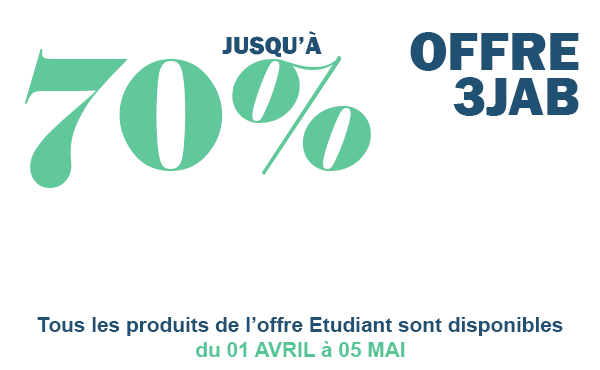 JUSQU'À
70%
OFFRE
3JAB
Tous les produits de l'offre Etudiant sont disponibles
du 01 AVRIL à 05 MAI